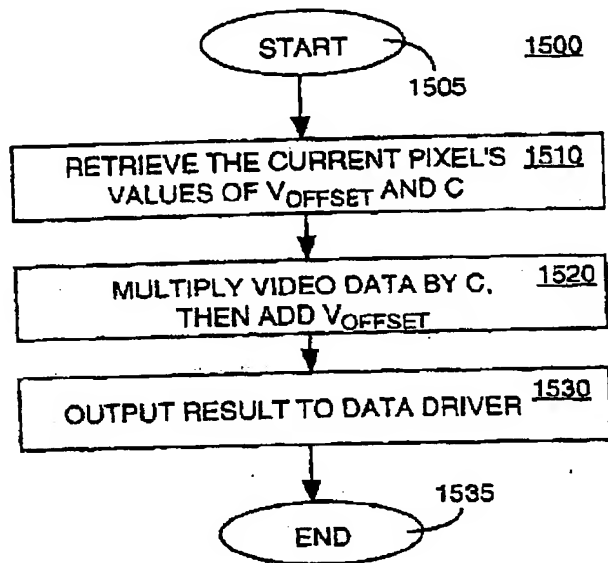 START
1500
1505
RETRIEVE THE CURRENT PIXEL'S 1510
VALUES OF VOFFSET AND C
MULTIPLY VIDEO DATA BY C, 1520
THEN ADD VOFFSET
OUTPUT RESULT TO DATA DRIVER 1530
1535
END